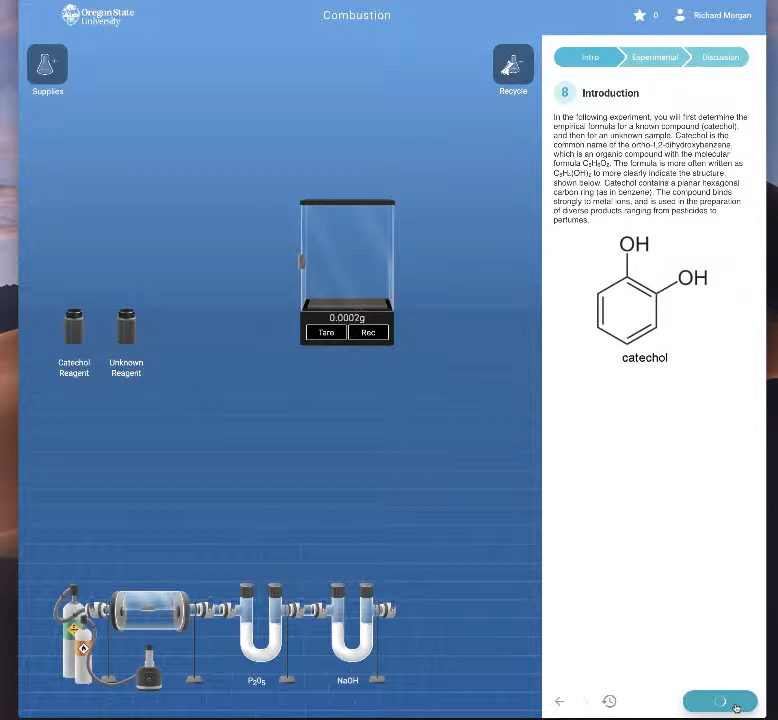 Oregon State
University
Combustion
0
Richard Morgan
Supplies
Recycle
Intro
Experimental
Discussion
8
Introduction
In the following experiment, you will first determine the
empirical formula for a known compound (catechol),
and then for an unknown sample. Catechol is the
common name of the ortho-1,2-dihydroxybenzene,
which is an organic compound with the molecular
formula C₆H₆O₂. The formula is more often written as
C₆H₄(OH)₂ to more clearly indicate the structure,
shown below. Catechol contains a planar hexagonal
carbon ring (as in benzene). The compound binds
strongly to metal ions, and is used in the preparation
of diverse products ranging from pesticides to
perfumes.
OH
OH
catechol
0.0002g
Tare
Rec
Catechol
Reagent
Unknown
Reagent
P₂O₅
NaOH